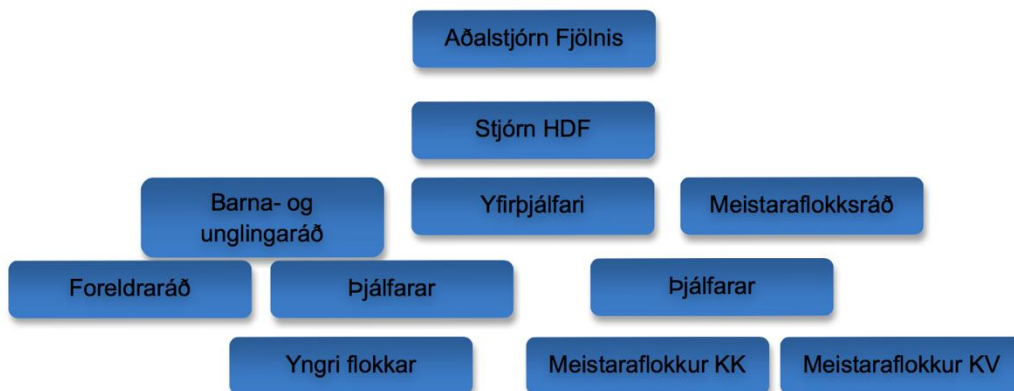 Aðalstjórn Fjölnis
Stjórn HDF
Barna- og
unglingaráð
Yfirþjálfari
Meistaraflokksráð
Foreldraráð
Þjálfarar
Þjálfarar
Yngri flokkar
Meistaraflokkur KK
Meistaraflokkur KV